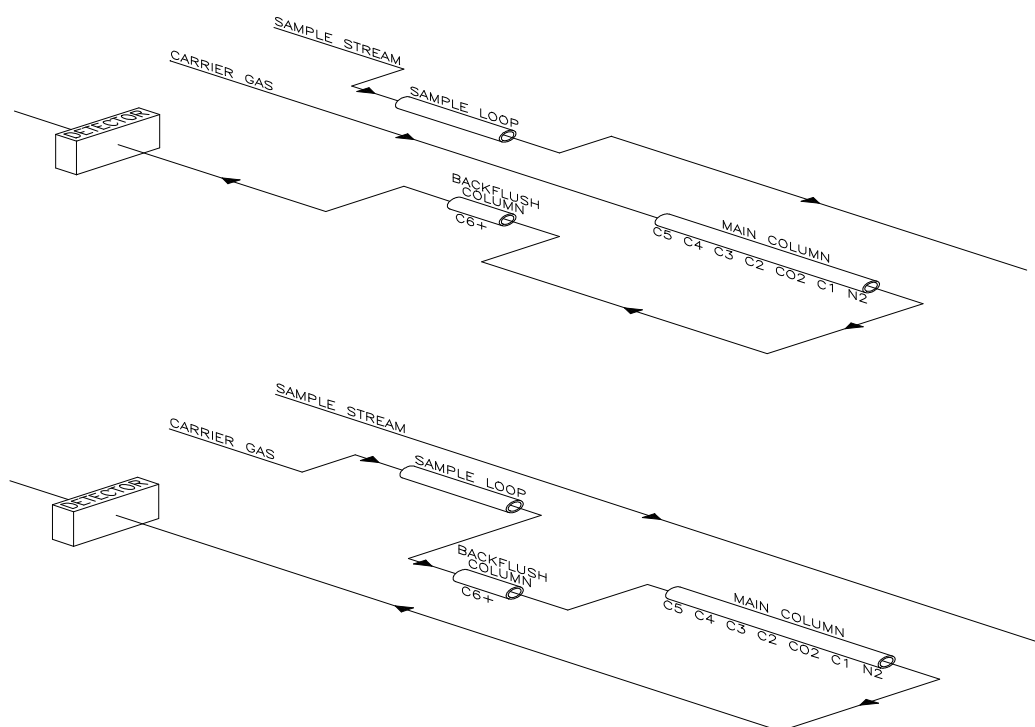 SAMPLE STREAM
CARRIER GAS
SAMPLE LOOP
DETECTOR
BACKFLUSH
COLUMN
C6+
MAIN COLUMN
C5 C4 C3 C2 CO2 C1 N2
SAMPLE STREAM
CARRIER GAS
SAMPLE LOOP
DETECTOR
BACKFLUSH
COLUMN
C6+
MAIN COLUMN
C5 C4 C3 C2 CO2 C1 N2